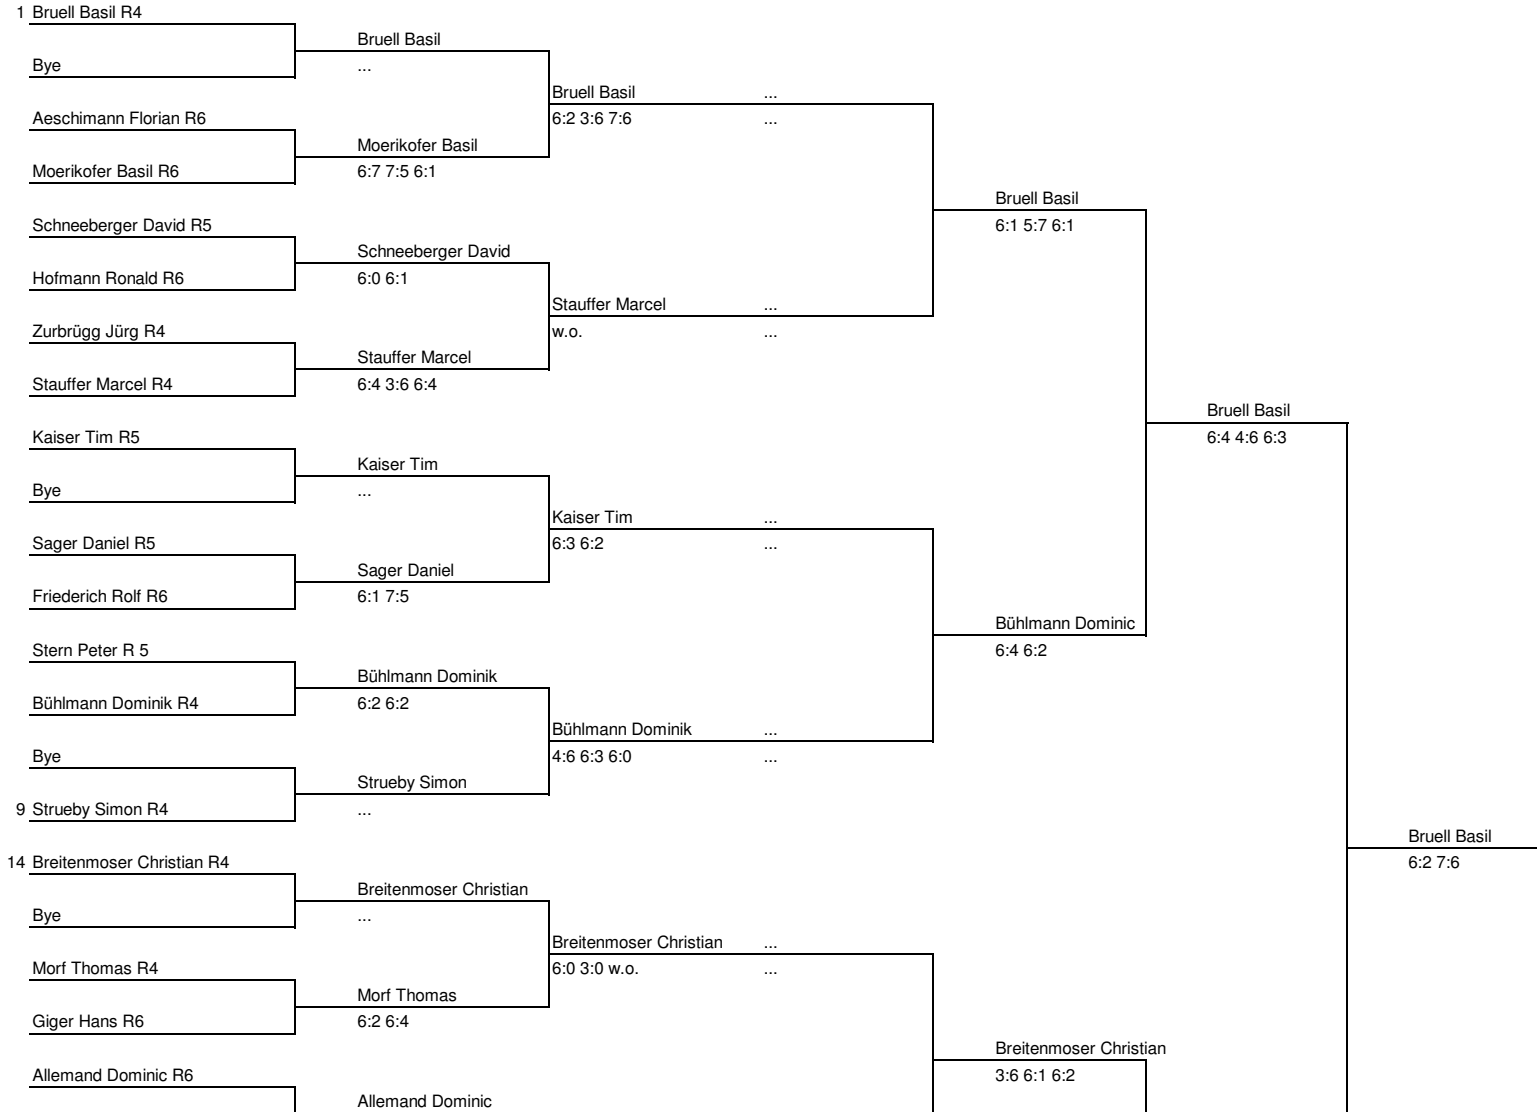 1 Bruell Basil R4
Bruell Basil
Bye
...
Bruell Basil ...
Aeschimann Florian R6
6:2 3:6 7:6 ...
Moerikofer Basil
Moerikofer Basil R6
6:7 7:5 6:1
Bruell Basil
Schneeberger David R5
6:1 5:7 6:1
Schneeberger David
Hofmann Ronald R6
6:0 6:1
Stauffer Marcel ...
Zurbrügg Jürg R4
w.o. ...
Stauffer Marcel
Stauffer Marcel R4
6:4 3:6 6:4
Bruell Basil
Kaiser Tim R5
6:4 4:6 6:3
Kaiser Tim
Bye
...
Kaiser Tim ...
Sager Daniel R5
6:3 6:2 ...
Sager Daniel
Friederich Rolf R6
6:1 7:5
Bühlmann Dominic
Stern Peter R 5
6:4 6:2
Bühlmann Dominik
Bühlmann Dominik R4
6:2 6:2
Bühlmann Dominik ...
Bye
4:6 6:3 6:0 ...
Strueby Simon
9 Strueby Simon R4
...
Bruell Basil
14 Breitenmoser Christian R4
6:2 7:6
Breitenmoser Christian
Bye
...
Breitenmoser Christian ...
Morf Thomas R4
6:0 3:0 w.o. ...
Morf Thomas
Giger Hans R6
6:2 6:4
Breitenmoser Christian
Allemand Dominic R6
3:6 6:1 6:2
Allemand Dominic